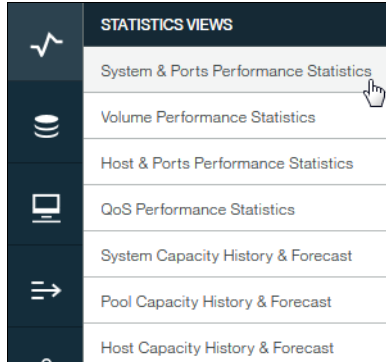 STATISTICS VIEWS
System & Ports Performance Statistics
Volume Performance Statistics
Host & Ports Performance Statistics
QoS Performance Statistics
System Capacity History & Forecast
Pool Capacity History & Forecast
Host Capacity History & Forecast